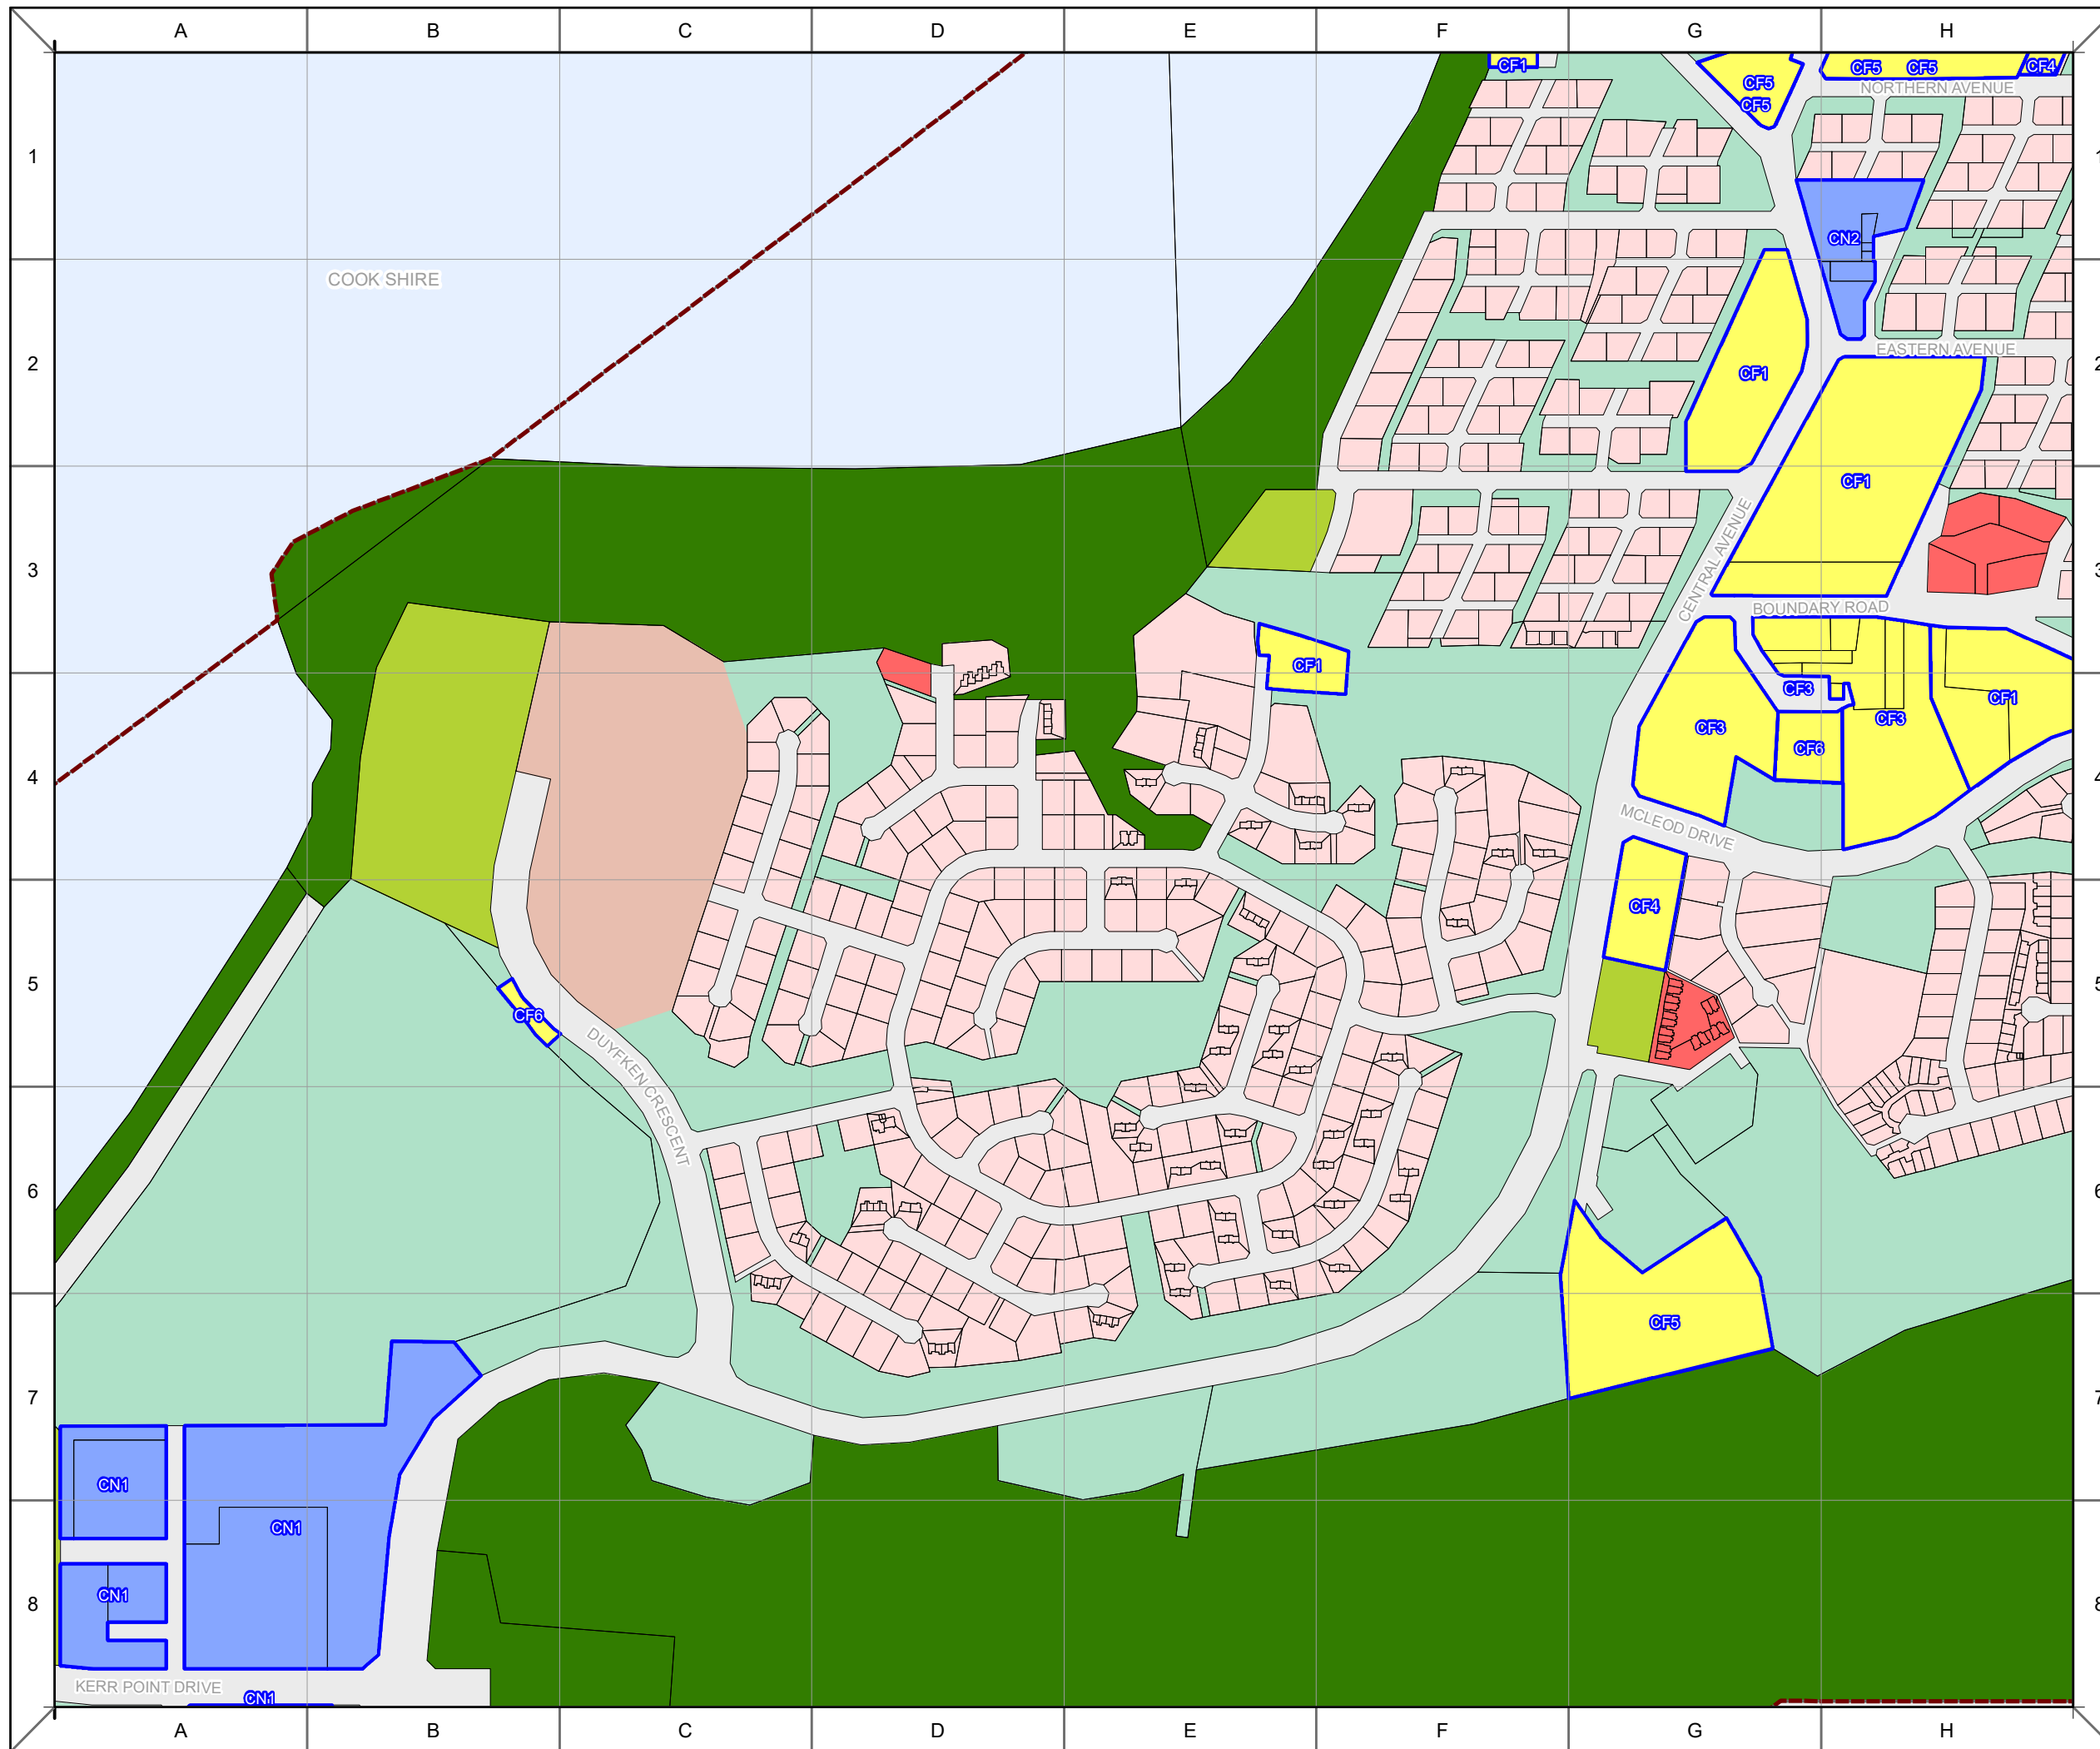 A B C D E F G H
CF1
CF5
CF5
CF5 CF5
CF4
NORTHERN AVENUE
1
CN2
COOK SHIRE
EASTERN AVENUE
2
CF1
CF1
CENTRAL AVENUE
3
BOUNDARY ROAD
CF1
CF3
CF1
CF3
CF3
CF6
4
MCLEOD DRIVE
CF4
5
CF6
DUYFKEN CRESCENT
6
CF5
7
CN1
CN1
CN1
8
KERR POINT DRIVE
CN1
A B C D E F G H